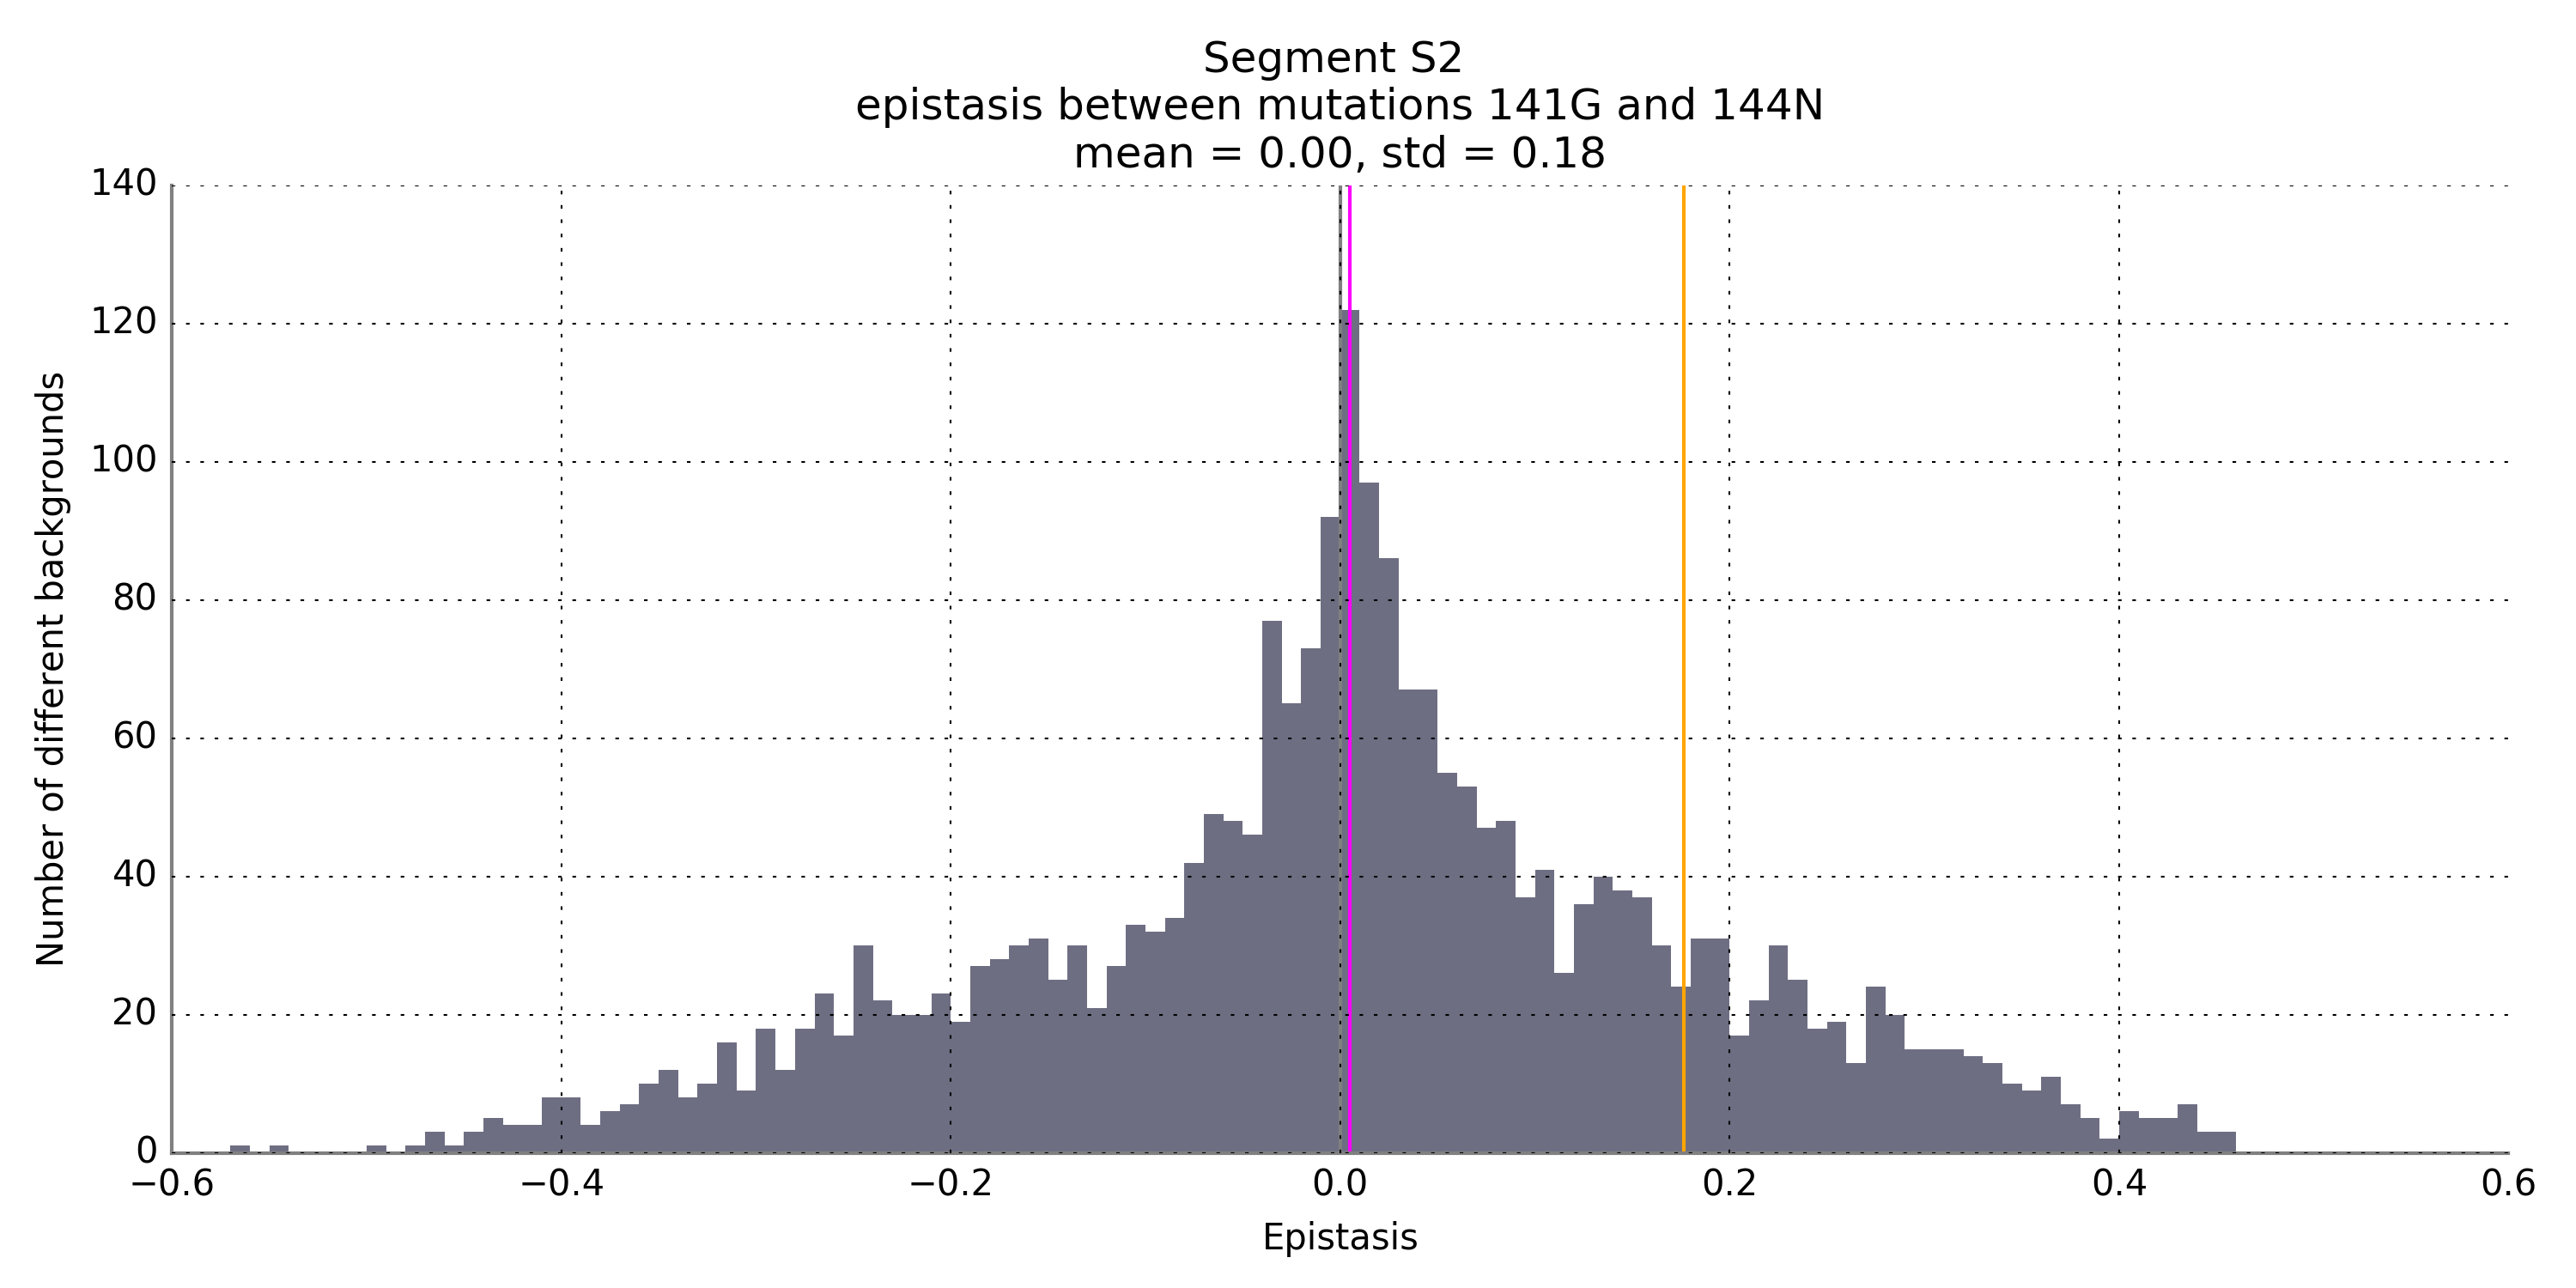 Segment S2
epistasis between mutations 141G and 144N
mean = 0.00, std = 0.18
140
120
100
80
60
40
20
0
Number of different backgrounds
−0.6 −0.4 −0.2 0.0 0.2 0.4 0.6
Epistasis